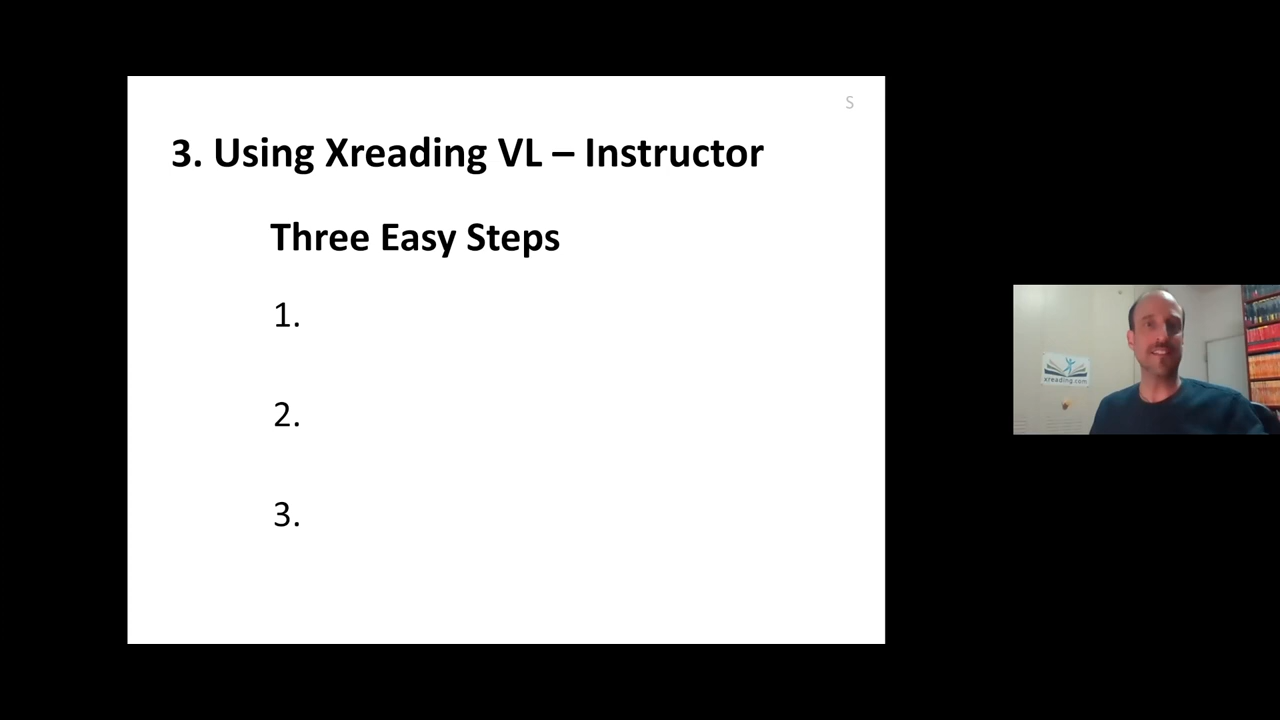 S
3. Using Xreading VL – Instructor
Three Easy Steps
1.
2.
3.
xreading.com